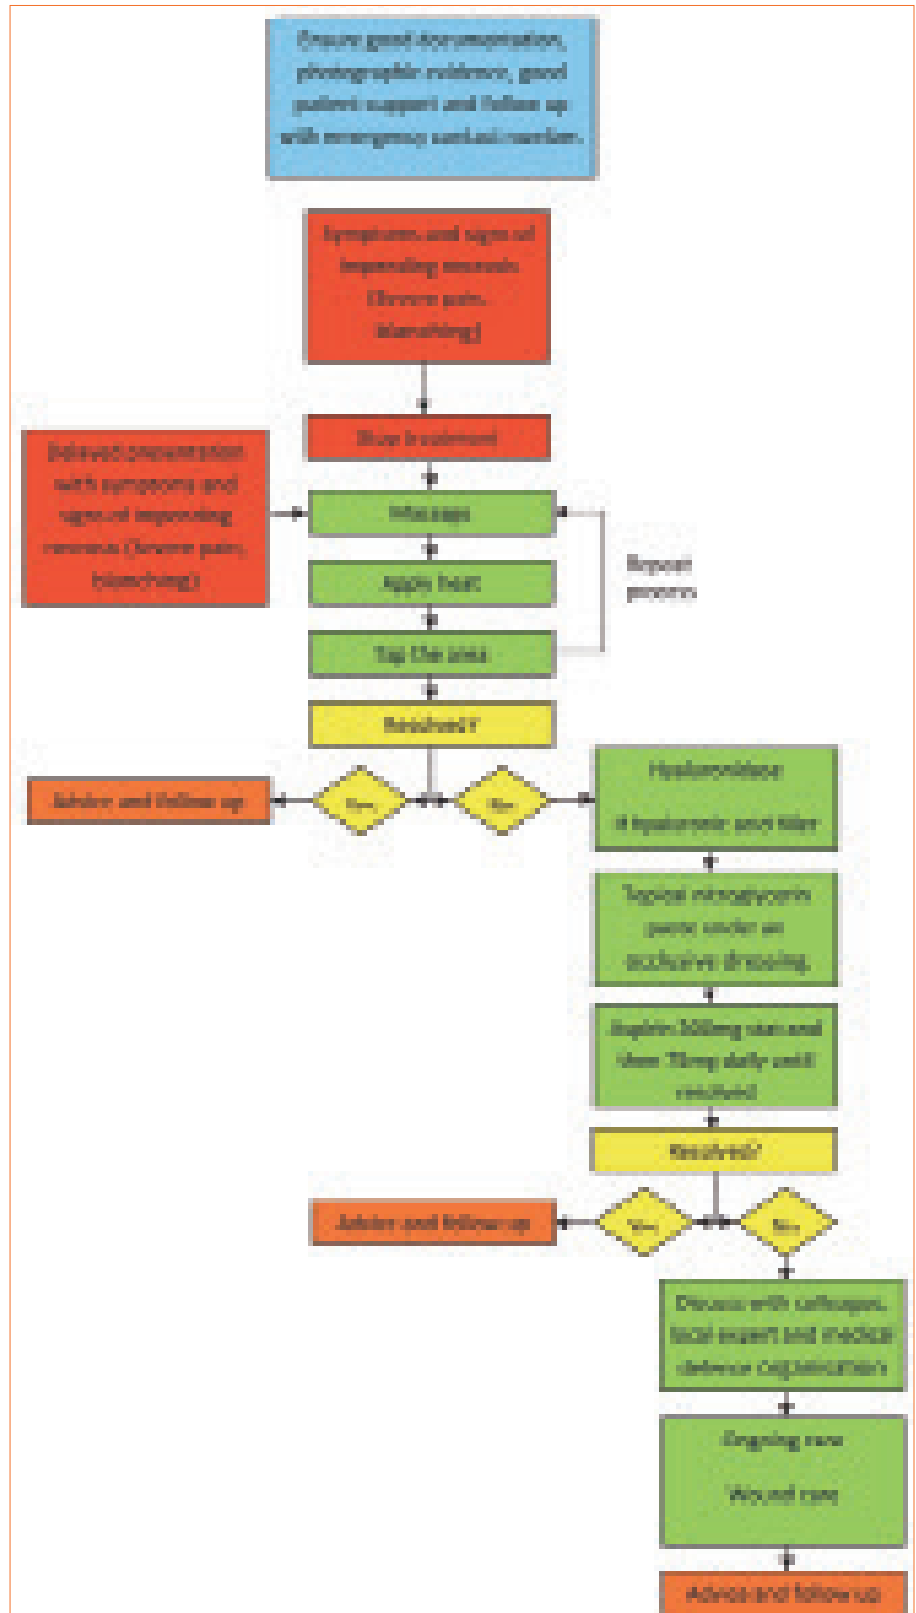 Ensure good documentation,
photographic evidence, good
patient support and follow up
with emergency contact number.
Symptoms and signs of
impending necrosis
(Severe pain,
blanching)
Stop treatment
Delayed presentation
with symptoms and
signs of impending
necrosis (Severe pain,
blanching)
Massage
Apply heat
Tap the area
Repeat
process
Resolved?
Advice and follow up
Yes
No
Hyaluronidase
if hyaluronic acid filler
Topical nitroglycerin
paste under an
occlusive dressing.
Aspirin stat and
then 75mg daily until
resolved
Resolved?
Advice and follow up
Yes
No
Discuss with colleagues,
local expert and medical
defence organisation
Ongoing care
Wound care
Advice and follow up